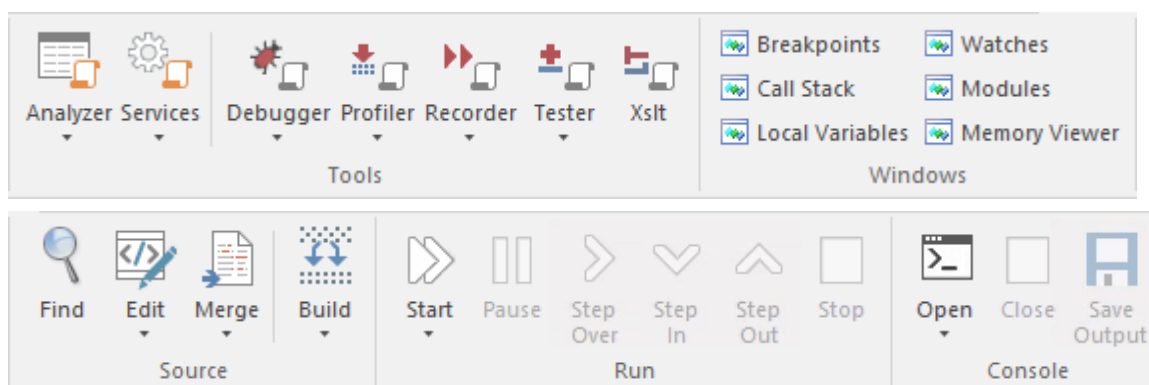 Breakpoints Watches
Call Stack Modules
Analyzer Services Debugger Profiler Recorder Tester Xslt
Local Variables Memory Viewer
Tools Windows
Find Edit Merge Build Start Pause Step Over Step In Step Out Stop Open Close Save Output
Source Run Console